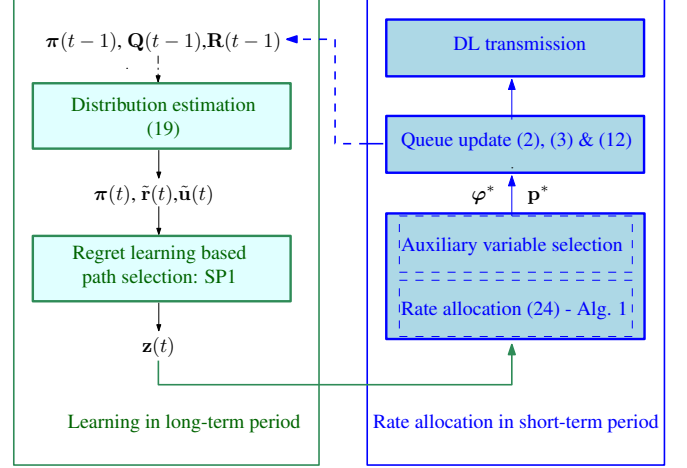 π(t−1), Q(t−1),R(t−1)
Distribution estimation
(19)
π(t), r̃(t),ũ(t)
Regret learning based
path selection: SP1
z(t)
Learning in long-term period
DL transmission
Queue update (2), (3) & (12)
φ* p*
Auxiliary variable selection
Rate allocation (24) - Alg. 1
Rate allocation in short-term period